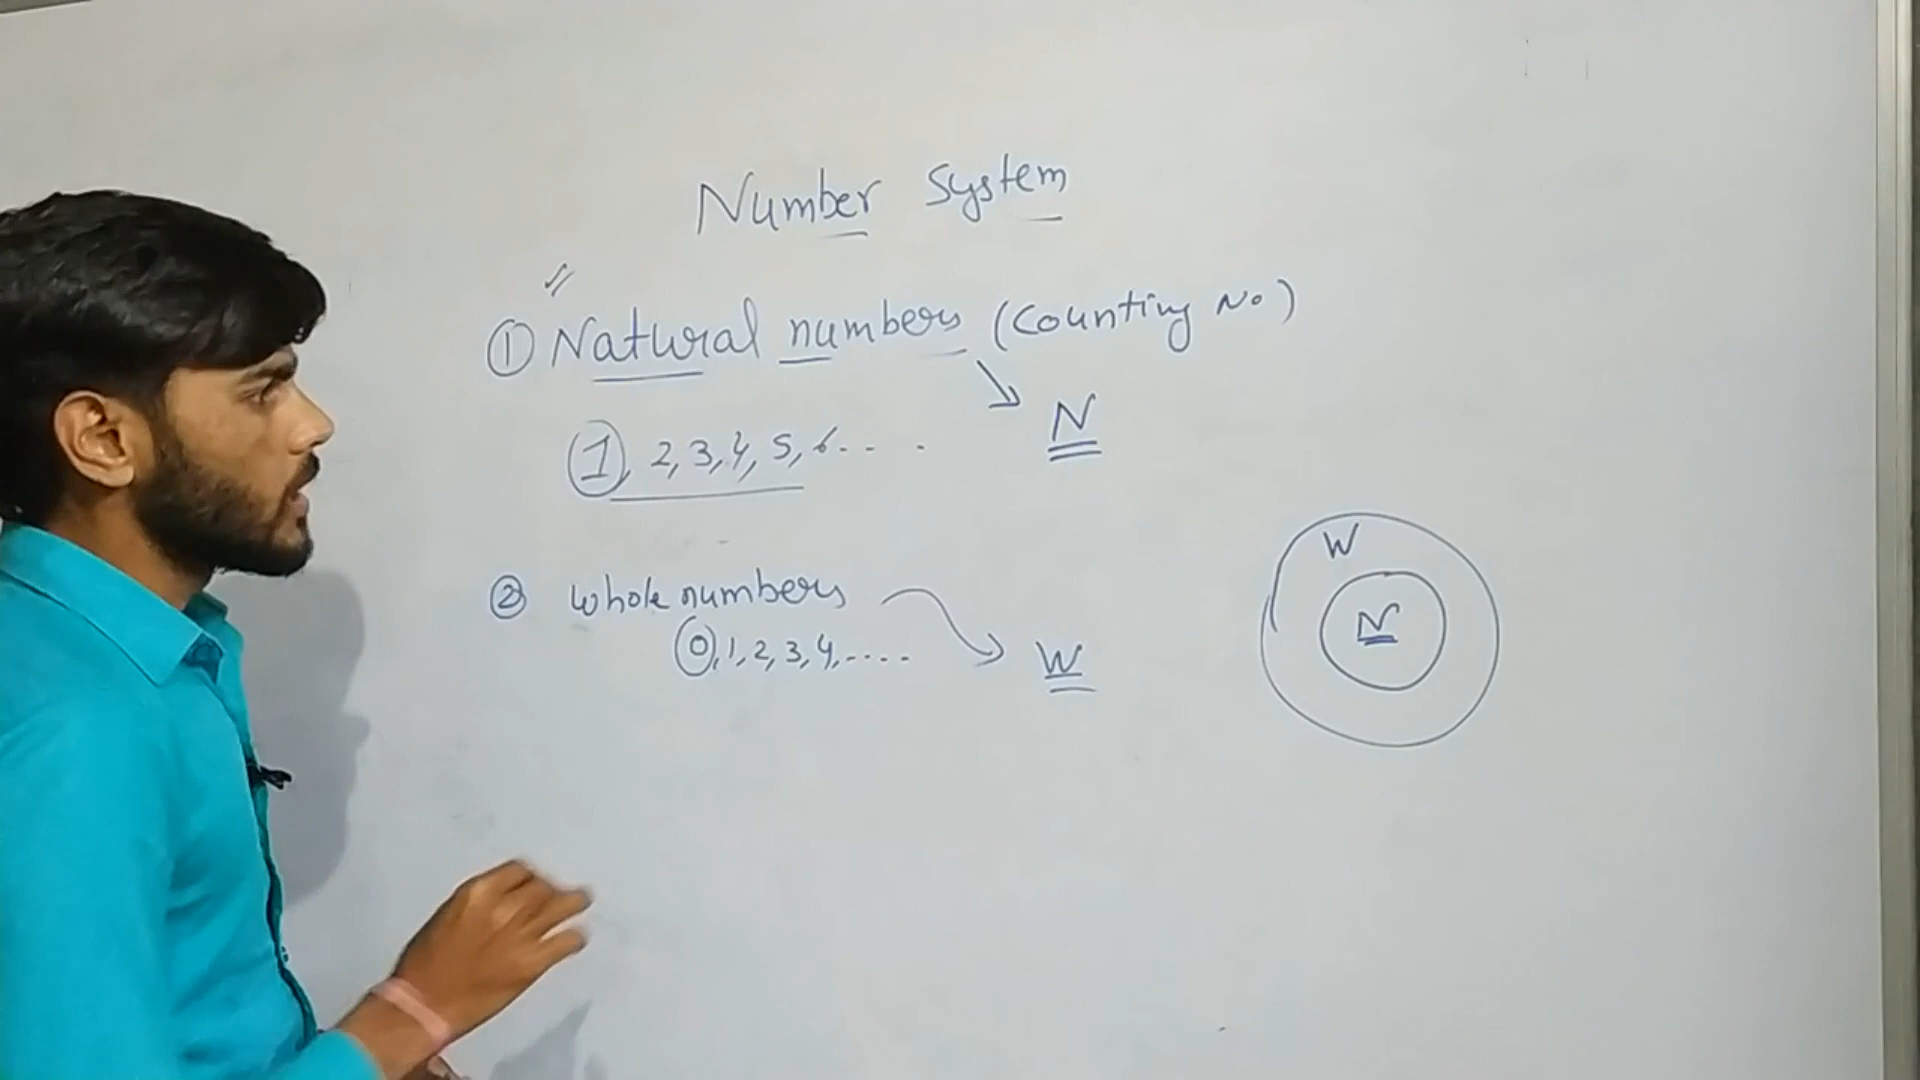 Number System
① Natural numbers (Counting No)
N
1, 2, 3, 4, 5, 6.. .
② Whole numbers
0, 1, 2, 3, 4, ....
W
W
N